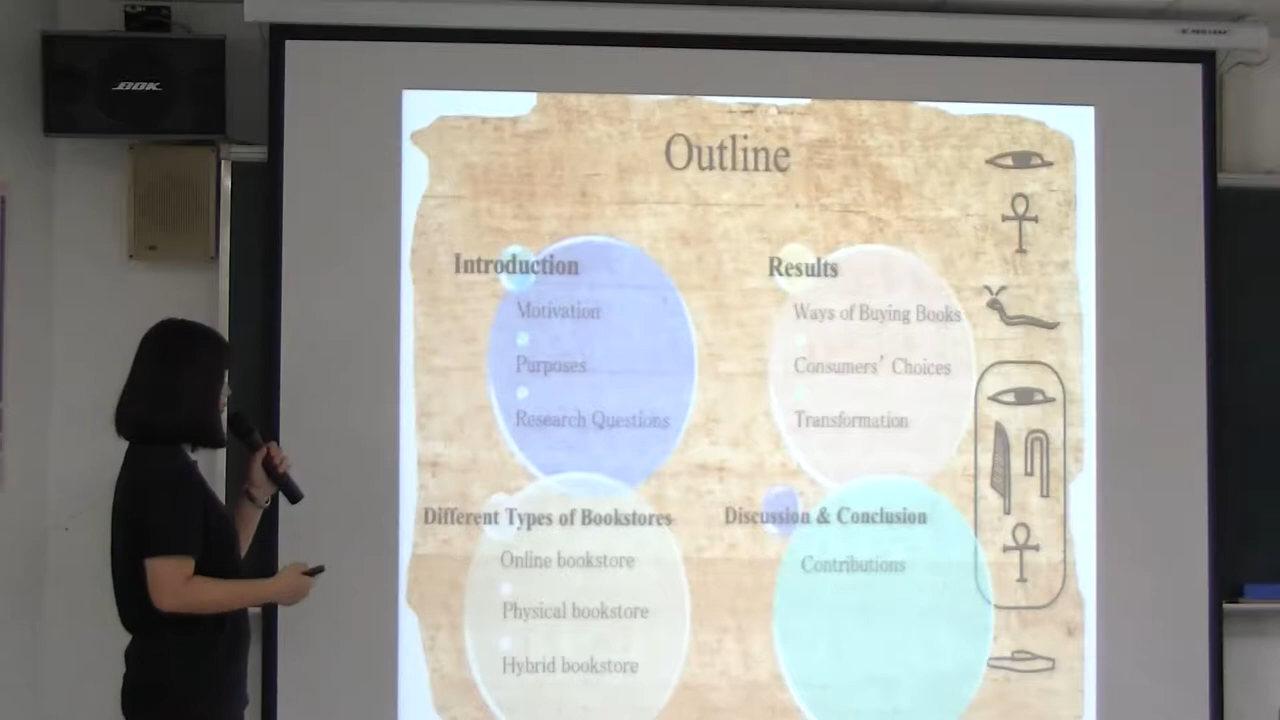 BOK
Outline
Introduction
Motivation
Purposes
Research Questions
Results
Ways of Buying Books
Consumers' Choices
Transformation
Different Types of Bookstores
Online bookstore
Physical bookstore
Hybrid bookstore
Discussion & Conclusion
Contributions